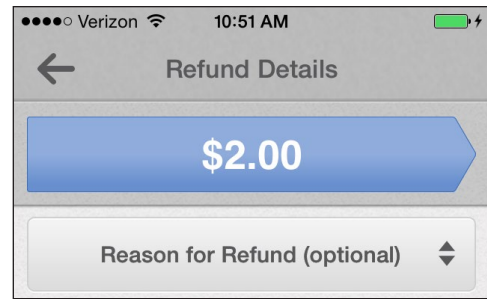 Verizon 10:51 AM
Refund Details
$2.00
Reason for Refund (optional)